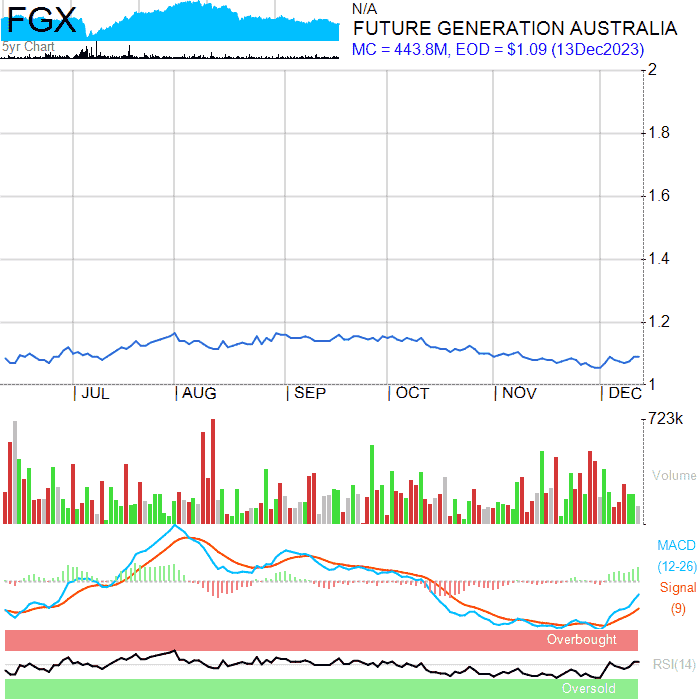 FGX
5yr Chart
N/A
FUTURE GENERATION AUSTRALIA
MC = 443.8M, EOD = $1.09 (13Dec2023)
2
1.8
1.6
1.4
1.2
1
| JUL | AUG | SEP | OCT | NOV | DEC
723k
Volume
MACD
(12-26)
Signal
(9)
Overbought
RSI(14)
Oversold